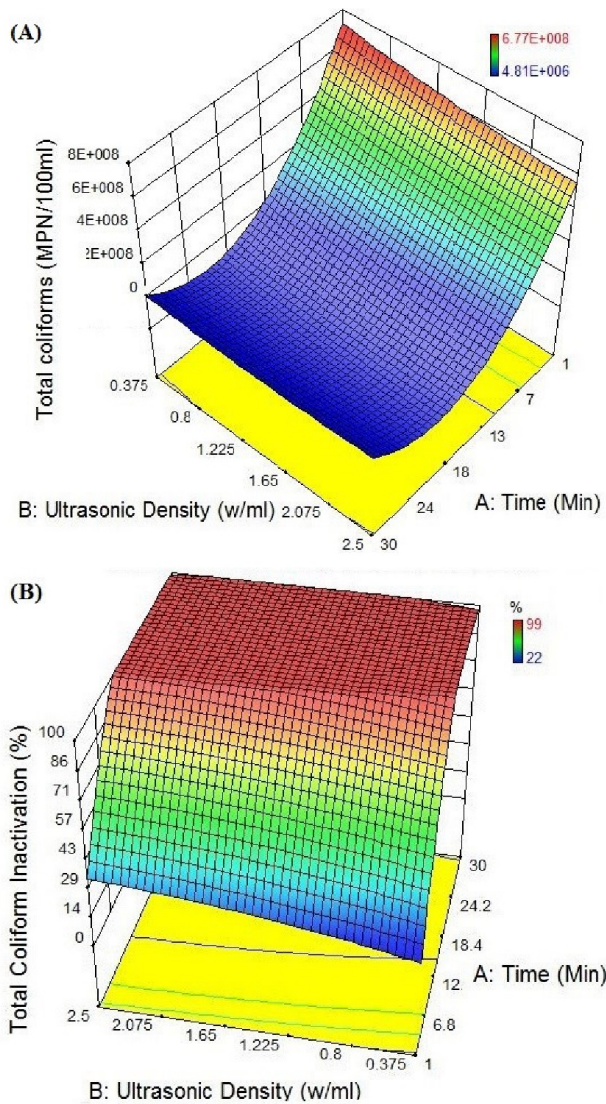 (A)
6.77E+008
4.81E+006
Total coliforms (MPN/100ml)
8E+008
6E+008
4E+008
2E+008
0
0.375
0.8
1.225
1.65
2.075
2.5
B: Ultrasonic Density (w/ml)
1
7
13
18
24
30
A: Time (Min)
(B)
%
99
22
Total Coliform Inactivation (%)
100
86
71
57
43
29
14
0
2.5
2.075
1.65
1.225
0.8
0.375
B: Ultrasonic Density (w/ml)
30
24.2
18.4
12
6.8
1
A: Time (Min)